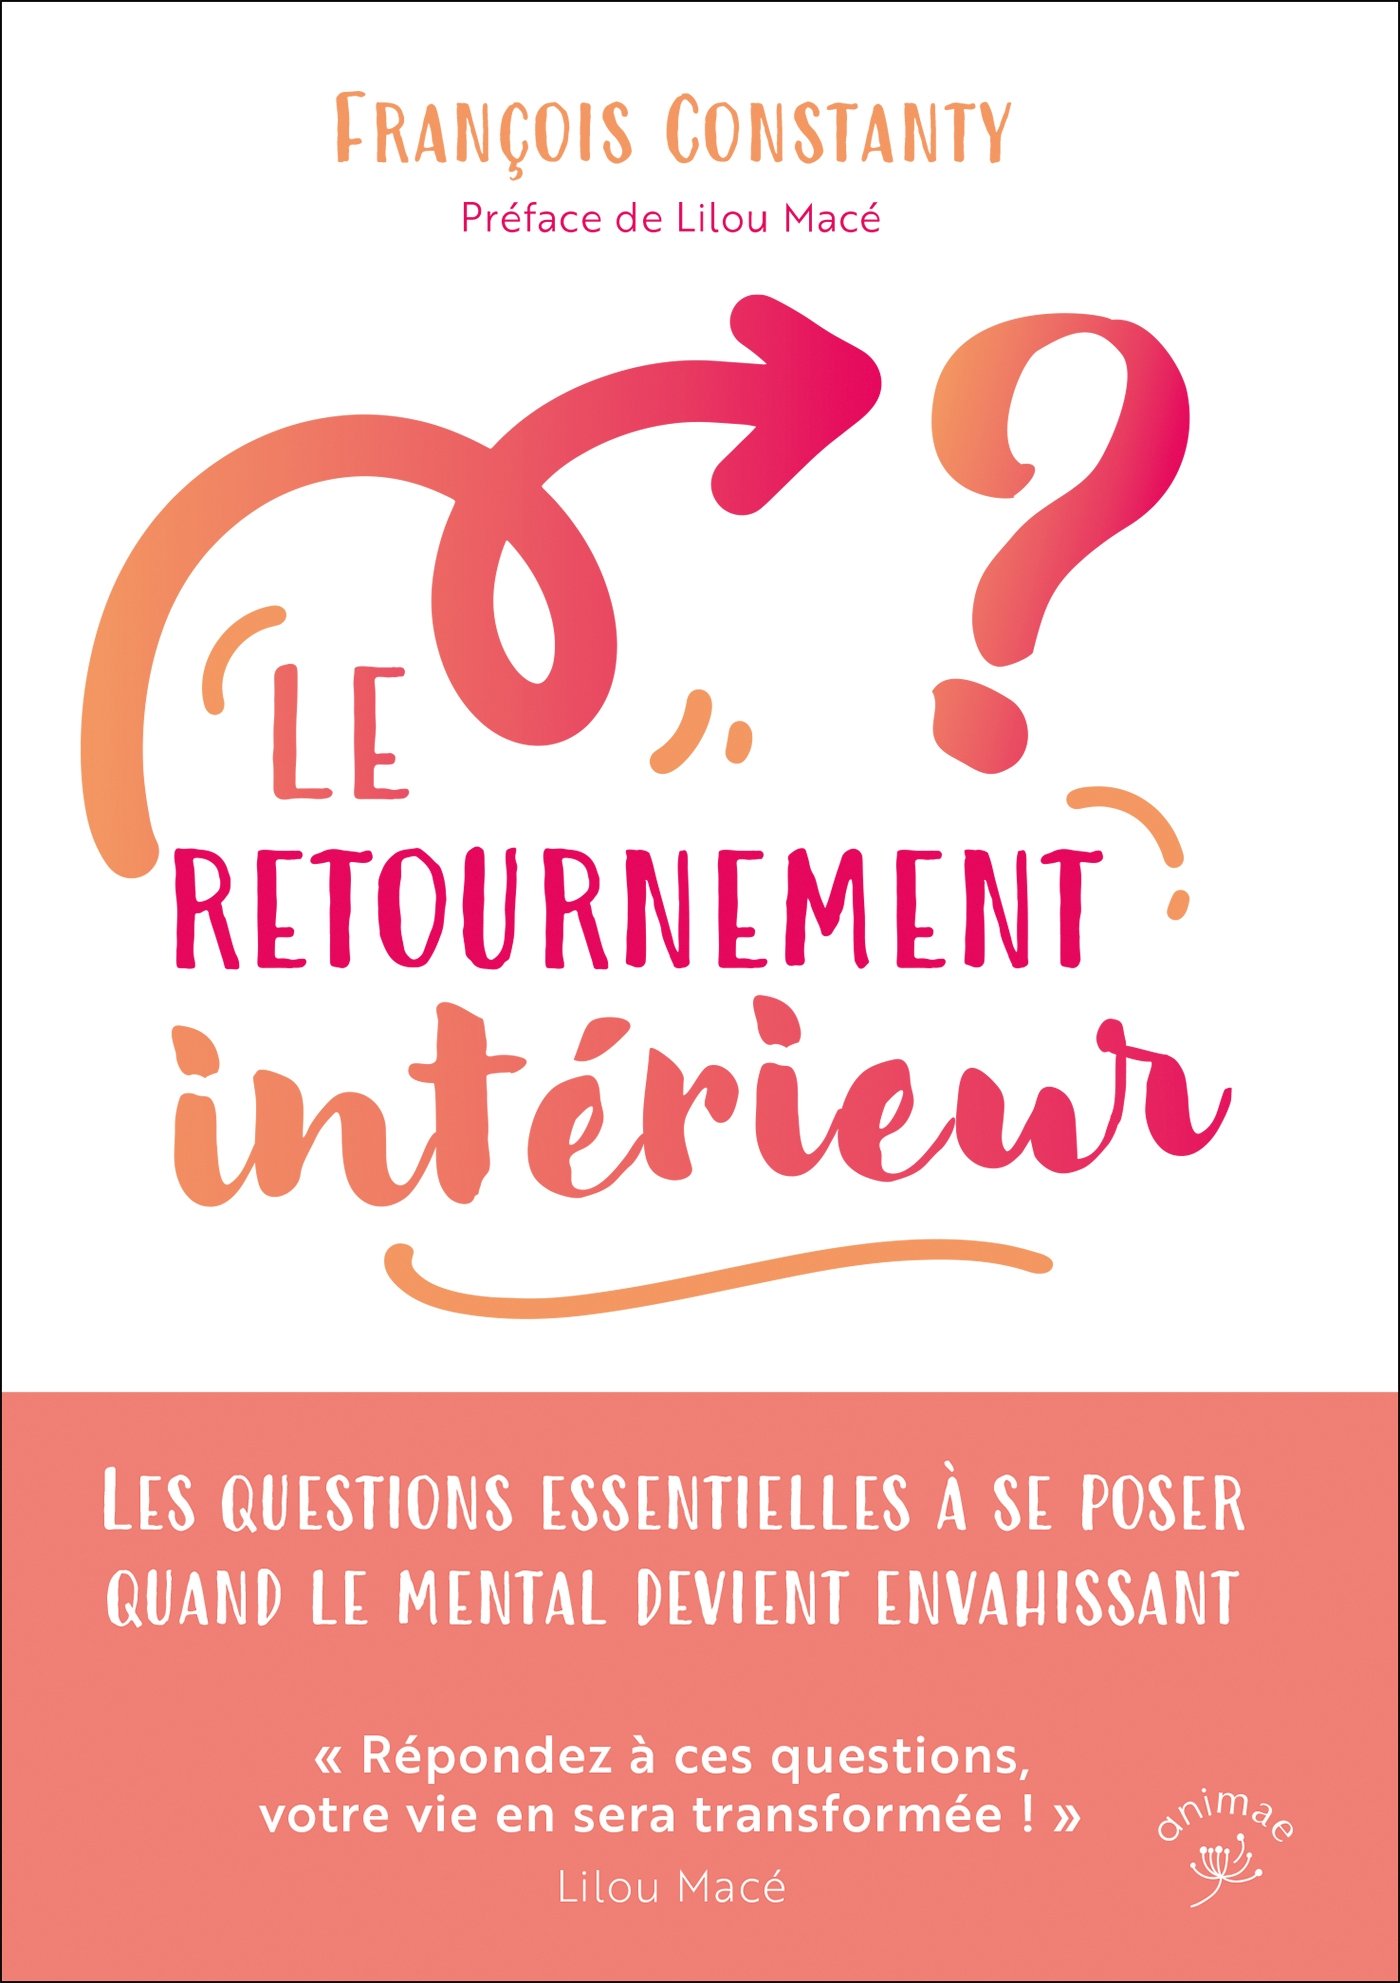 FRANÇOIS CONSTANTY
Préface de Lilou Macé
?
LE
RETOURNEMENT
intérieur
LES QUESTIONS ESSENTIELLES À SE POSER
QUAND LE MENTAL DEVIENT ENVAHISSANT
« Répondez à ces questions,
votre vie en sera transformée ! »
Lilou Macé
animae